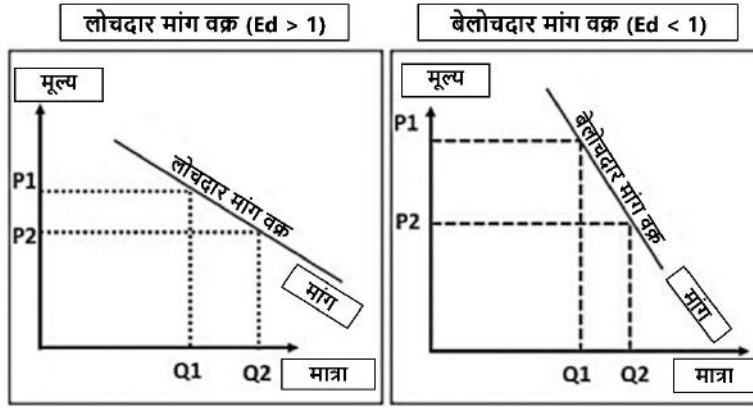 लोचदार मांग वक्र (Ed > 1)
मूल्य
P1
P2
लोचदार मांग वक्र
मांग
Q1
Q2
मात्रा
बेलोचदार मांग वक्र (Ed < 1)
मूल्य
P1
P2
बेलोचदार मांग वक्र
मांग
Q1
Q2
मात्रा